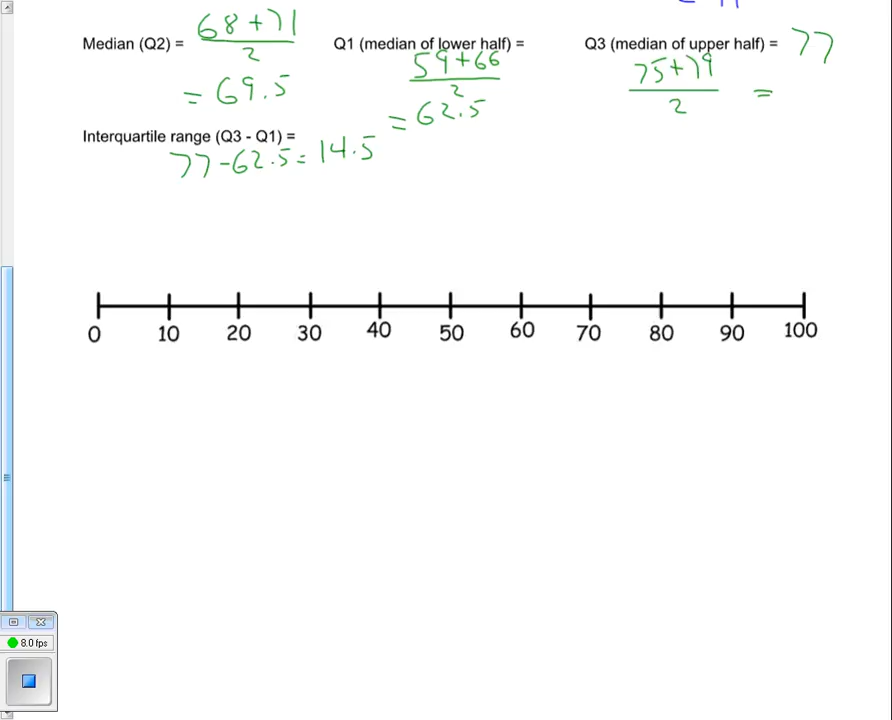 Median (Q2) = 68 + 71 / 2 = 69.5
Q1 (median of lower half) = 59 + 66 / 2 = 62.5
Q3 (median of upper half) = 75 + 79 / 2 = 77
Interquartile range (Q3 - Q1) =
77 - 62.5 = 14.5
0 10 20 30 40 50 60 70 80 90 100
8.0 fps